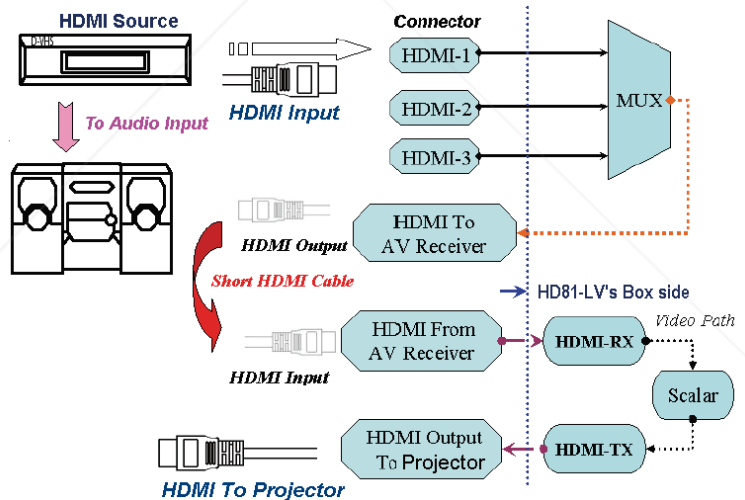 HDMI Source
D-VHS
To Audio Input
HDMI Input
Connector
HDMI-1
HDMI-2
HDMI-3
MUX
HDMI To
AV Receiver
HDMI Output
Short HDMI Cable
HD81-LV's Box side
Video Path
HDMI From
AV Receiver
HDMI Input
HDMI-RX
Scalar
HDMI Output
To Projector
HDMI-TX
HDMI To Projector